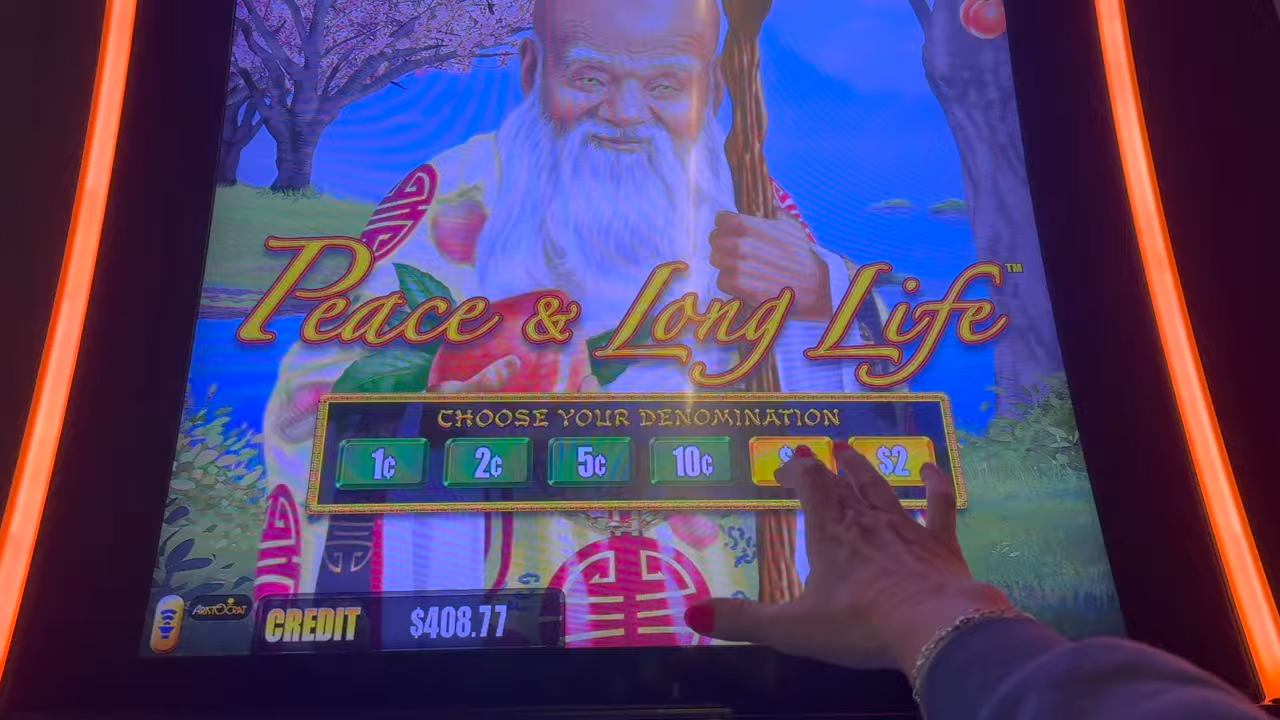 Peace & Long Life™
CHOOSE YOUR DENOMINATION
1¢ 2¢ 5¢ 10¢ $2
ARISTOCRAT
CREDIT $408.77